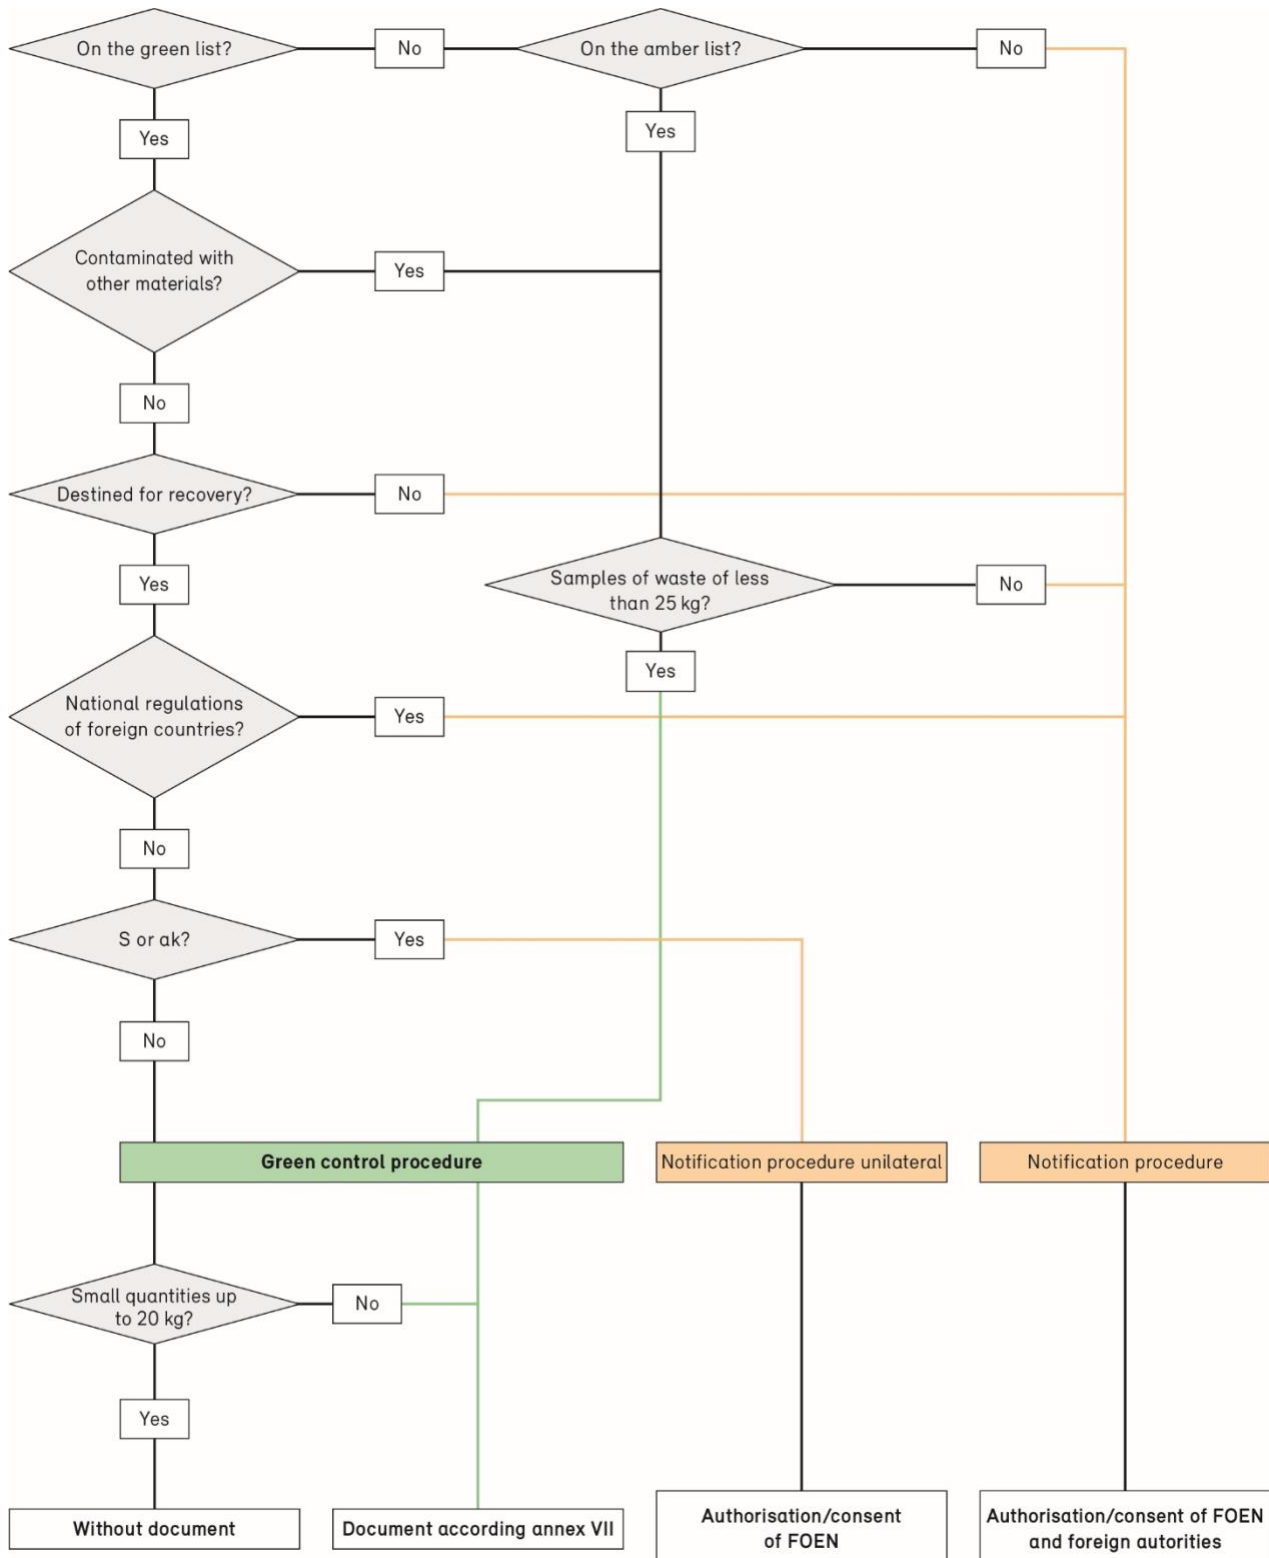 On the green list?
No
On the amber list?
No
Yes
Yes
Contaminated with
other materials?
Yes
No
Destined for recovery?
No
Yes
Samples of waste of less
than 25 kg?
No
Yes
National regulations
of foreign countries?
Yes
No
S or ak?
Yes
No
Green control procedure
Notification procedure unilateral
Notification procedure
Small quantities up
to 20 kg?
No
Yes
Without document
Document according annex VII
Authorisation/consent
of FOEN
Authorisation/consent of FOEN
and foreign autorities